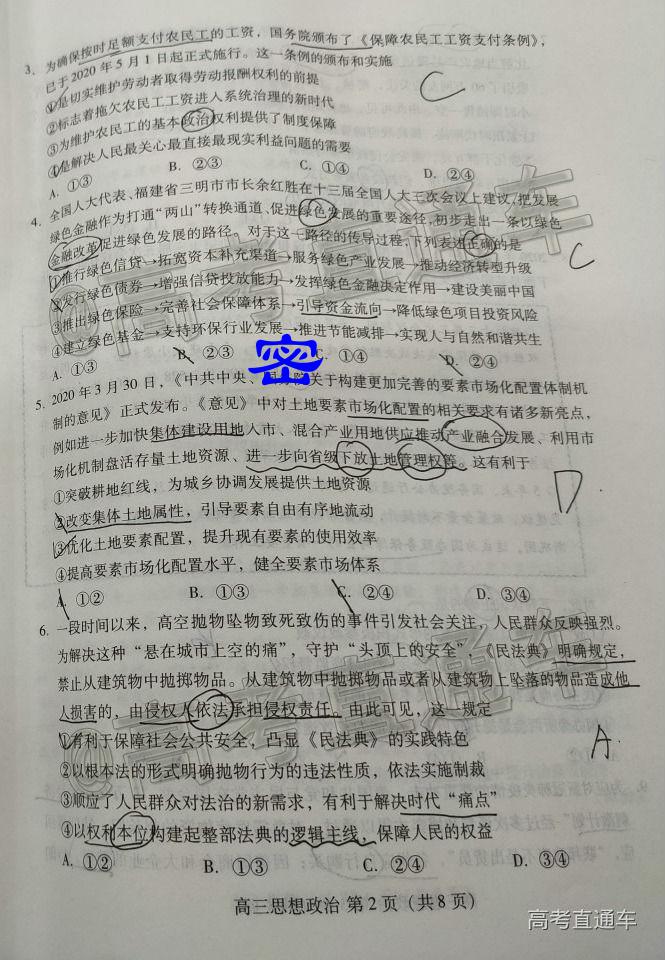 3. 为确保按时足额支付农民工的工资，国务院颁布了《保障农民工工资支付条例》，
已于2020年5月1日起正式施行。这一条例的颁布和实施
C
①是切实维护劳动者取得劳动报酬权利的前提
②标志着拖欠农民工工资进入系统治理的新时代
③为维护农民工的基本政治权利提供了制度保障
④是解决人民最关心最直接最现实利益问题的需要
A. ①③ B. ②③ C. ①④ D. ②④
4. 全国人大代表、福建省三明市市长余红胜在十三届全国人大三次会议上建议，把发展
绿色金融作为打通“两山”转换通道、促进绿色发展的重要途径，初步走出一条以绿色
金融改革促进绿色发展的路径。对于这一路径的传导过程，下列表述正确的是
C
①推行绿色信贷→拓宽资本补充渠道→服务绿色产业发展→推动经济转型升级
②发行绿色债券→增强信贷投放能力→发挥绿色金融决定作用→建设美丽中国
③推出绿色保险→完善社会保障体系→引导资金流向→降低绿色项目投资风险
④建立绿色基金→支持环保行业发展→推进节能减排→实现人与自然和谐共生
A. ①③ B. ②③ C. ①④ D. ②④
密
5. 2020年3月30日，《中共中央、国务院关于构建更加完善的要素市场化配置体制机
制的意见》正式发布。《意见》中对土地要素市场化配置的相关要求有诸多新亮点，
例如进一步加快集体建设用地入市、混合产业用地供应推动产业融合发展、利用市
场化机制盘活存量土地资源、进一步向省级下放土地管理权等。这有利于
D
①突破耕地红线，为城乡协调发展提供土地资源
②改变集体土地属性，引导要素自由有序地流动
③优化土地要素配置，提升现有要素的使用效率
④提高要素市场化配置水平，健全要素市场体系
A. ①② B. ①③ C. ②④ D. ③④
6. 一段时间以来，高空抛物坠物致死致伤的事件引发社会关注，人民群众反映强烈。
为解决这种“悬在城市上空的痛”，守护“头顶上的安全”，《民法典》明确规定，
禁止从建筑物中抛掷物品。从建筑物中抛掷物品或者从建筑物上坠落的物品造成他
人损害的，由侵权人依法承担侵权责任。由此可见，这一规定
A.
①有利于保障社会公共安全，凸显《民法典》的实践特色
②以根本法的形式明确抛物行为的违法性质，依法实施制裁
③顺应了人民群众对法治的新需求，有利于解决时代“痛点”
④以权利本位构建起整部法典的逻辑主线，保障人民的权益
A. ①② B. ①③ C. ②④ D. ③④
高三思想政治 第2页（共8页）
高考直通车
@高考直通车
@高考直通车